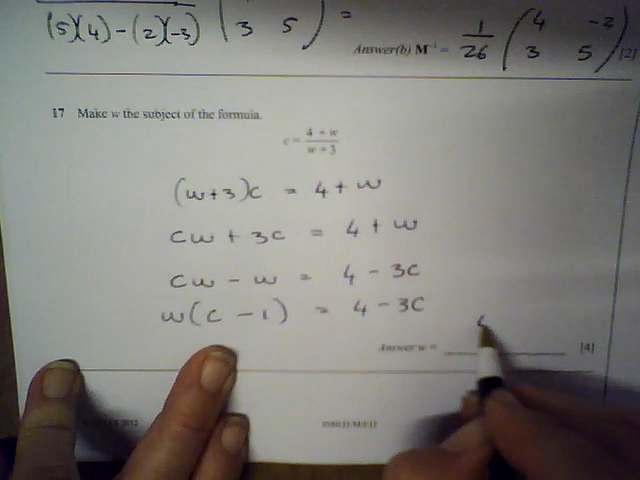 (5)(4) - (2)(-3) ( 3 5 ) =
Answer(b) M⁻¹ = 1/26 ( 4 -2
3 5 ) [2]
17 Make w the subject of the formula.
c = (4 + w)/(w + 3)
(w+3)c = 4 + w
cw + 3c = 4 + w
cw - w = 4 - 3c
w(c - 1) = 4 - 3c
Answer w = [4]